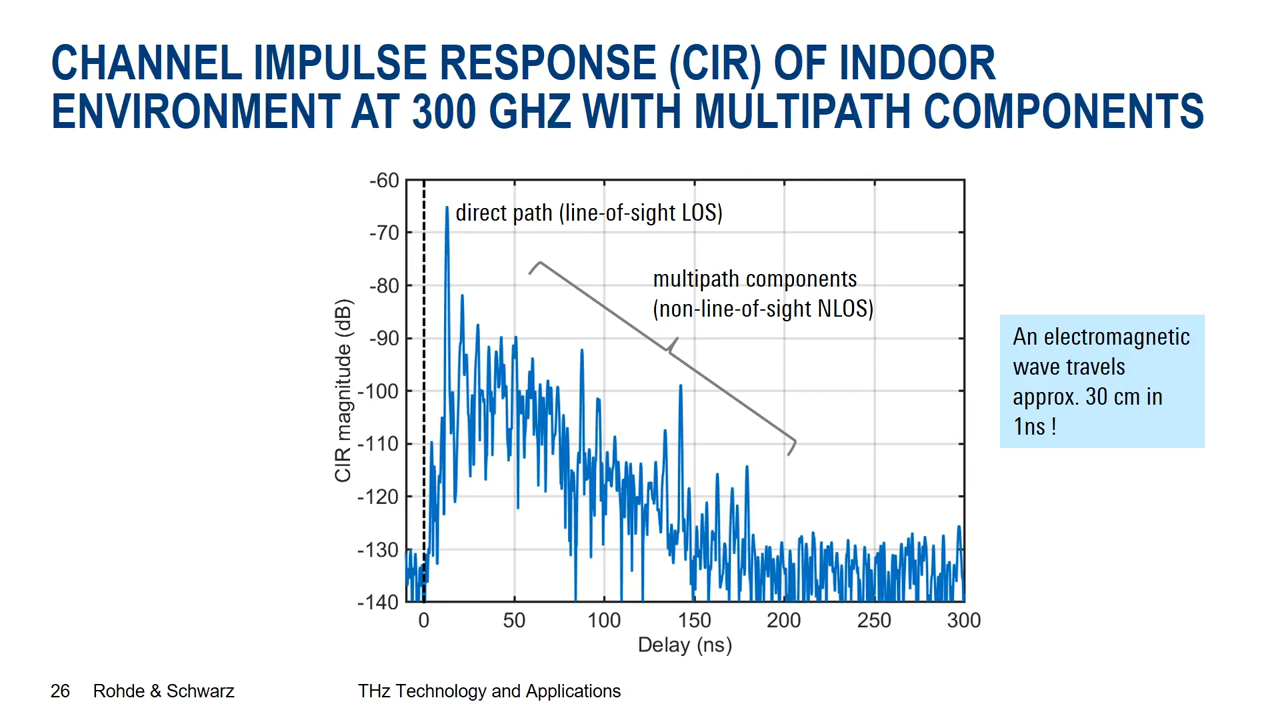 CHANNEL IMPULSE RESPONSE (CIR) OF INDOOR
ENVIRONMENT AT 300 GHZ WITH MULTIPATH COMPONENTS
-60
-70
-80
-90
-100
-110
-120
-130
-140
CIR magnitude (dB)
direct path (line-of-sight LOS)
multipath components
(non-line-of-sight NLOS)
0
50
100
150
200
250
300
Delay (ns)
An electromagnetic
wave travels
approx. 30 cm in
1ns !
26 Rohde & Schwarz THz Technology and Applications